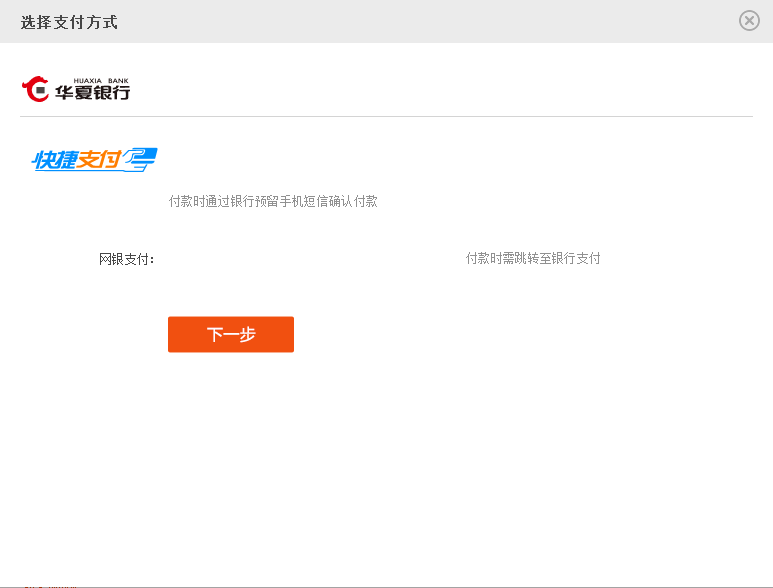 选择支付方式
HUAXIA BANK
华夏银行
快捷支付
付款时通过银行预留手机短信确认付款
网银支付: 付款时需跳转至银行支付
下一步